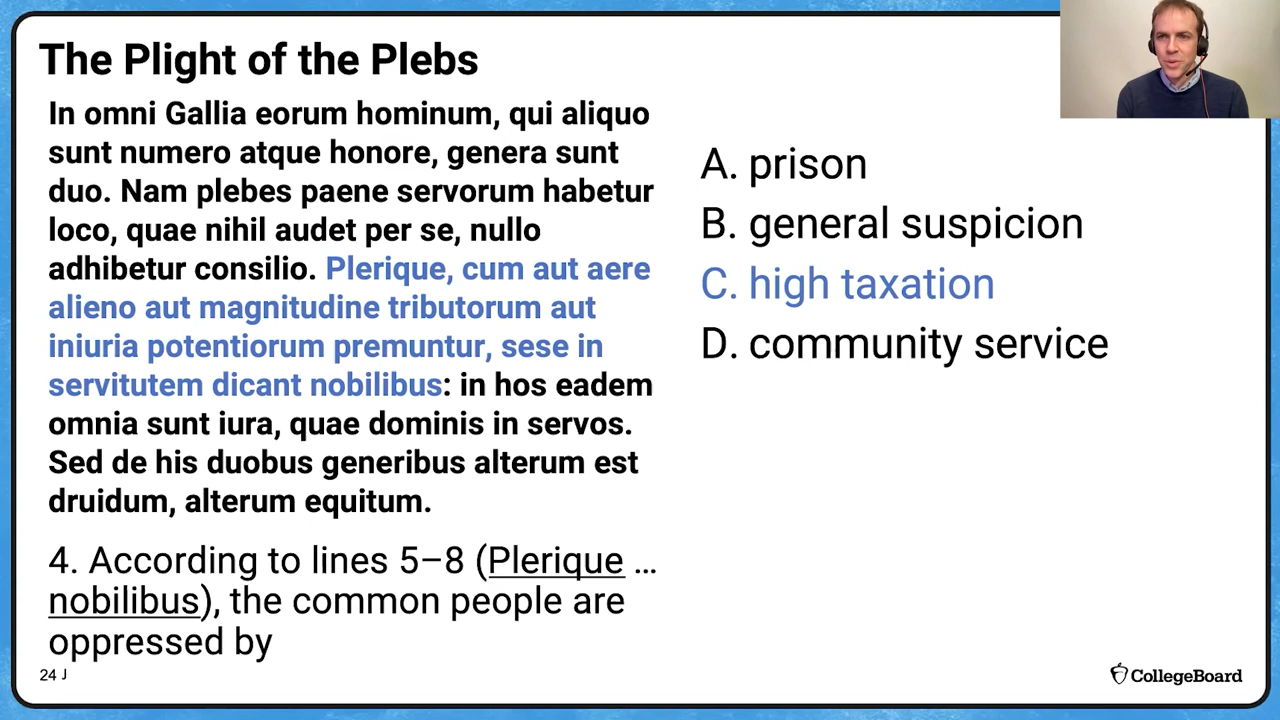 The Plight of the Plebs
In omni Gallia eorum hominum, qui aliquo
sunt numero atque honore, genera sunt
duo. Nam plebes paene servorum habetur
loco, quae nihil audet per se, nullo
adhibetur consilio. Plerique, cum aut aere
alieno aut magnitudine tributorum aut
iniuria potentiorum premuntur, sese in
servitutem dicant nobilibus: in hos eadem
omnia sunt iura, quae dominis in servos.
Sed de his duobus generibus alterum est
druidum, alterum equitum.
4. According to lines 5–8 (Plerique …
nobilibus), the common people are
oppressed by
A. prison
B. general suspicion
C. high taxation
D. community service
24 J
CollegeBoard